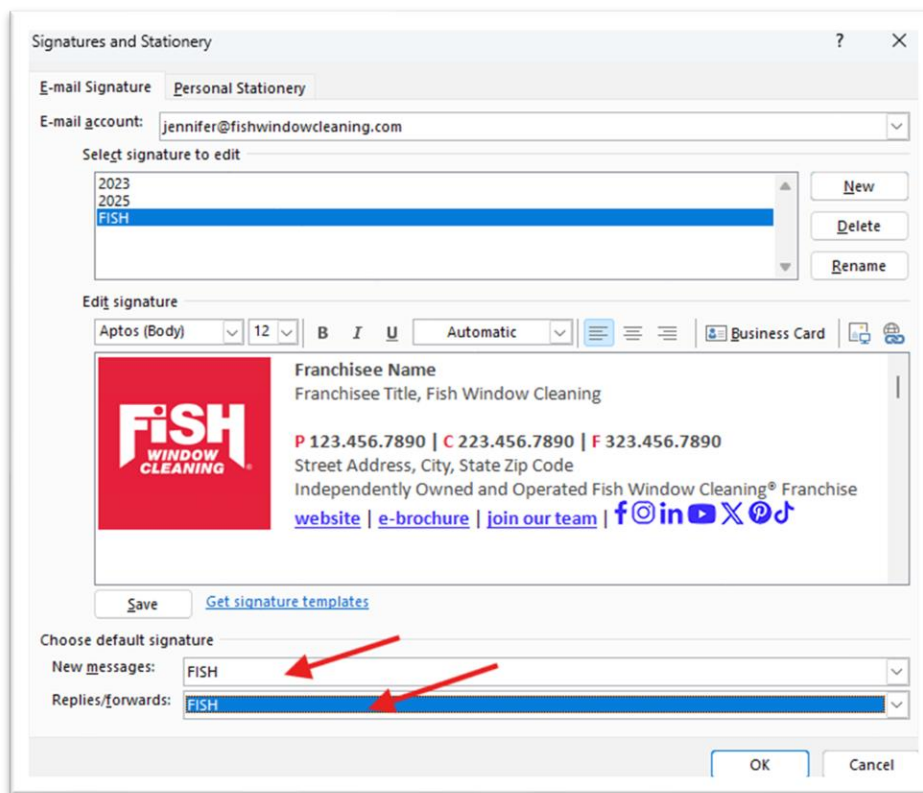 Signatures and Stationery
?
E-mail Signature Personal Stationery
E-mail account: jennifer@fishwindowcleaning.com
Select signature to edit
2023
2025
FISH
New
Delete
Rename
Edit signature
Aptos (Body) 12 B I U Automatic Business Card
FISH
WINDOW
CLEANING®
Franchisee Name
Franchisee Title, Fish Window Cleaning
P 123.456.7890 | C 223.456.7890 | F 323.456.7890
Street Address, City, State Zip Code
Independently Owned and Operated Fish Window Cleaning® Franchise
website | e-brochure | join our team |
Save Get signature templates
Choose default signature
New messages: FISH
Replies/forwards: FISH
OK Cancel